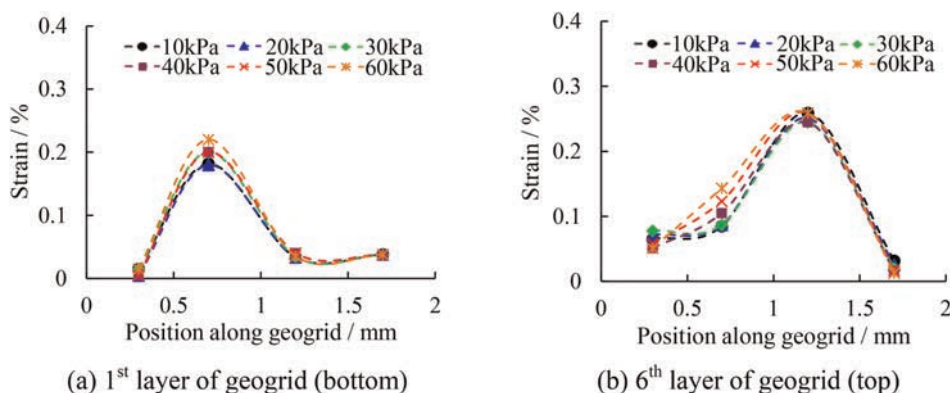 0.4
0.3
0.2
0.1
0
Strain / %
10kPa 20kPa 30kPa
40kPa 50kPa 60kPa
0 0.5 1 1.5 2
Position along geogrid / mm
(a) 1st layer of geogrid (bottom)
0.4
0.3
0.2
0.1
0
Strain / %
10kPa 20kPa 30kPa
40kPa 50kPa 60kPa
0 0.5 1 1.5 2
Position along geogrid / mm
(b) 6th layer of geogrid (top)